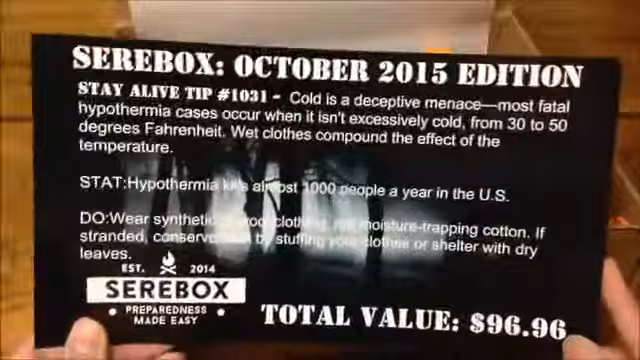 SEREBOX: OCTOBER 2015 EDITION
STAY ALIVE TIP #1031 - Cold is a deceptive menace—most fatal
hypothermia cases occur when it isn't excessively cold, from 30 to 50
degrees Fahrenheit. Wet clothes compound the effect of the
temperature.
STAT:Hypothermia kills almost 1000 people a year in the U.S.
DO:Wear synthetic wool clothing, not moisture-trapping cotton. If
stranded, conserve by stuffing your clothes or shelter with dry
leaves.
EST. 2014
SEREBOX
• PREPAREDNESS •
MADE EASY
TOTAL VALUE: $96.96